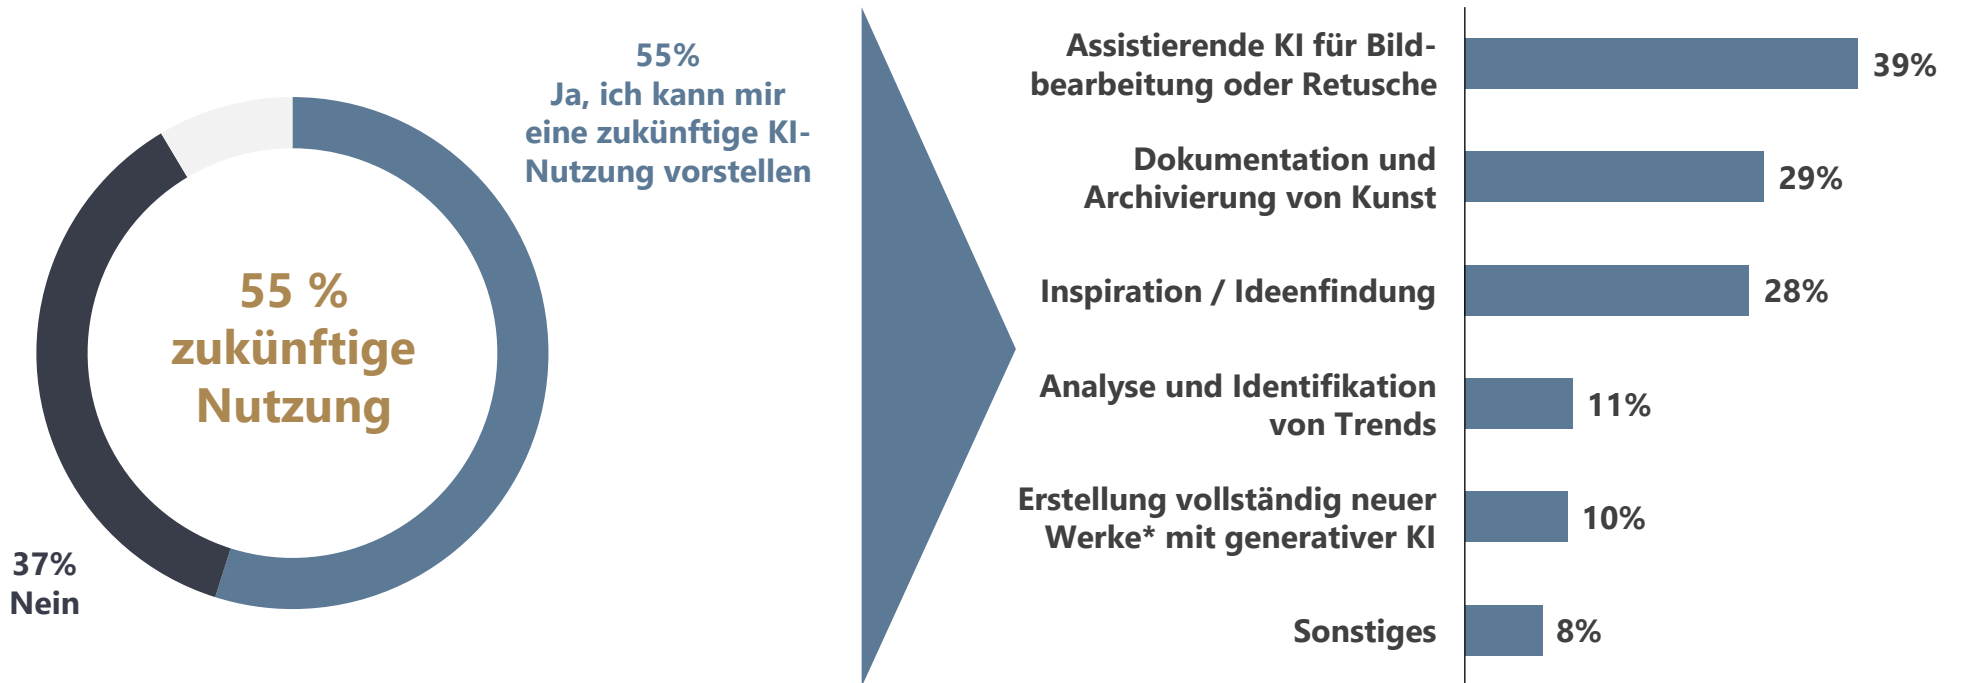 55%
Ja, ich kann mir
eine zukünftige KI-
Nutzung vorstellen
55 %
zukünftige
Nutzung
37%
Nein
Assistierende KI für Bild-
bearbeitung oder Retusche
39%
Dokumentation und
Archivierung von Kunst
29%
Inspiration / Ideenfindung
28%
Analyse und Identifikation
von Trends
11%
Erstellung vollständig neuer
Werke* mit generativer KI
10%
Sonstiges
8%